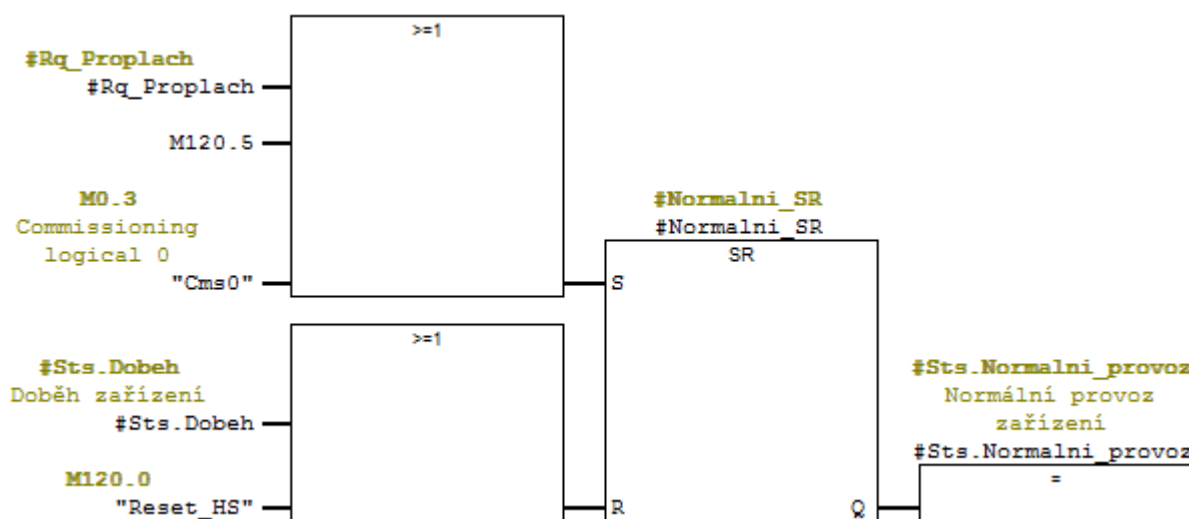 >=1
#Rq_Proplach
#Rq_Proplach
M120.5
M0.3
Commissioning
logical 0
"Cms0"
#Normalni_SR
#Normalni_SR
SR
S
>=1
#Sts.Dobeh
Doběh zařízení
#Sts.Dobeh
M120.0
"Reset_HS"
R
Q
#Sts.Normalni_provoz
Normální provoz
zařízení
#Sts.Normalni_provoz
=